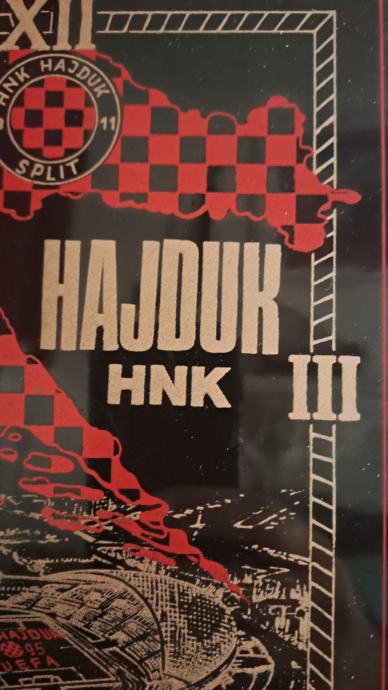 XII
HNK HAJDUK
11
SPLIT
HAJDUK
HNK
III
HAJDUK
95
UEFA